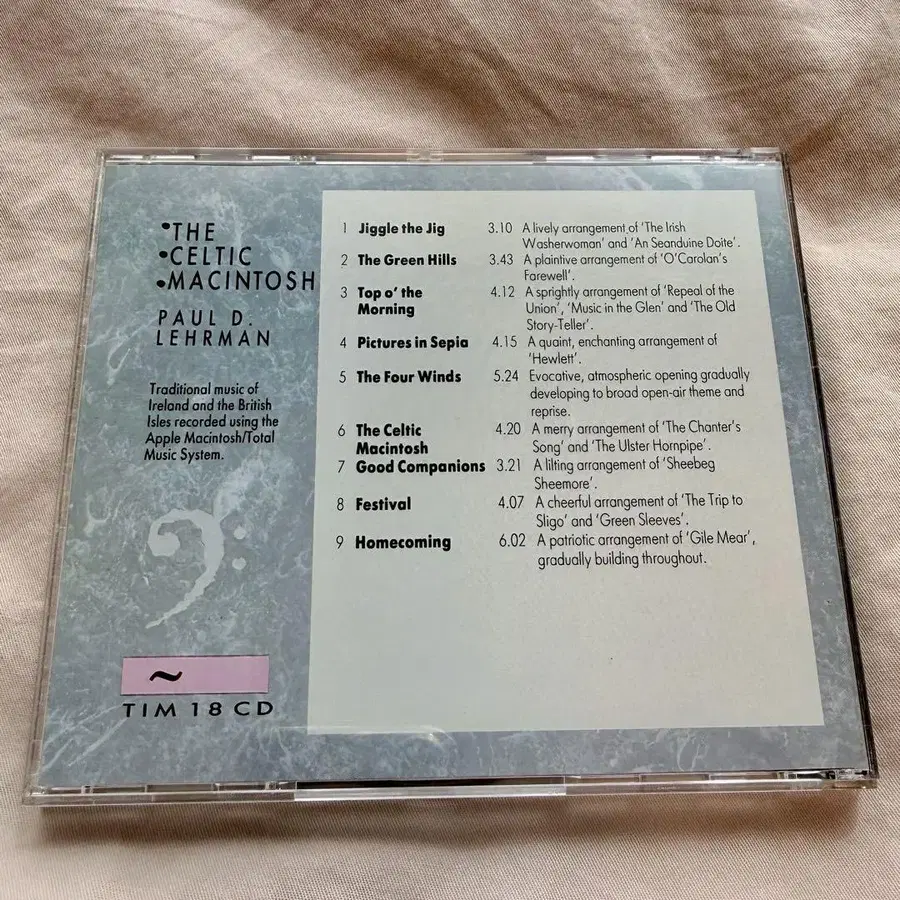 •THE
•CELTIC
•MACINTOSH
PAUL D.
LEHRMAN
Traditional music of
Ireland and the British
Isles recorded using the
Apple Macintosh/Total
Music System.
~
TIM 18 CD
1 Jiggle the Jig 3.10 A lively arrangement of 'The Irish
Washerwoman' and 'An Seanduine Doite'.
2 The Green Hills 3.43 A plaintive arrangement of 'O'Carolan's
Farewell'.
3 Top o' the 4.12 A sprightly arrangement of 'Repeal of the
Morning Union', 'Music in the Glen' and 'The Old
Story-Teller'.
4 Pictures in Sepia 4.15 A quaint, enchanting arrangement of
'Hewlett'.
5 The Four Winds 5.24 Evocative, atmospheric opening gradually
developing to broad open-air theme and
reprise.
6 The Celtic 4.20 A merry arrangement of 'The Chanter's
Macintosh Song' and 'The Ulster Hornpipe'.
7 Good Companions 3.21 A lilting arrangement of 'Sheebeg
Sheemore'.
8 Festival 4.07 A cheerful arrangement of 'The Trip to
Sligo' and 'Green Sleeves'.
9 Homecoming 6.02 A patriotic arrangement of 'Gile Mear',
gradually building throughout.